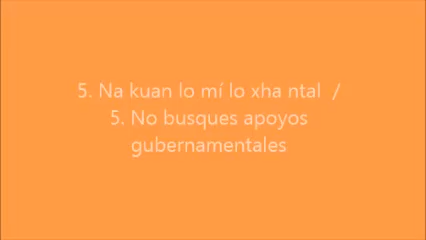 5. Na kuan lo mí lo xha ntal  /
5. No busques apoyos
gubernamentales